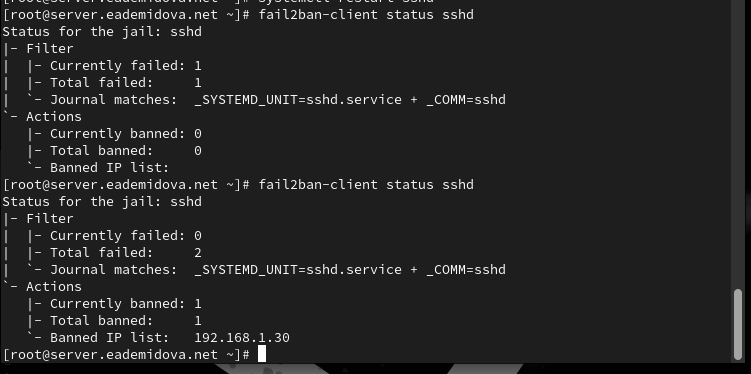 [root@server.eademidova.net ~]# systemctl restart sshd
[root@server.eademidova.net ~]# fail2ban-client status sshd
Status for the jail: sshd
|- Filter
|  |- Currently failed: 1
|  |- Total failed:     1
|  `- Journal matches:  _SYSTEMD_UNIT=sshd.service + _COMM=sshd
`- Actions
   |- Currently banned: 0
   |- Total banned:     0
   `- Banned IP list:
[root@server.eademidova.net ~]# fail2ban-client status sshd
Status for the jail: sshd
|- Filter
|  |- Currently failed: 0
|  |- Total failed:     2
|  `- Journal matches:  _SYSTEMD_UNIT=sshd.service + _COMM=sshd
`- Actions
   |- Currently banned: 1
   |- Total banned:     1
   `- Banned IP list:   192.168.1.30
[root@server.eademidova.net ~]#